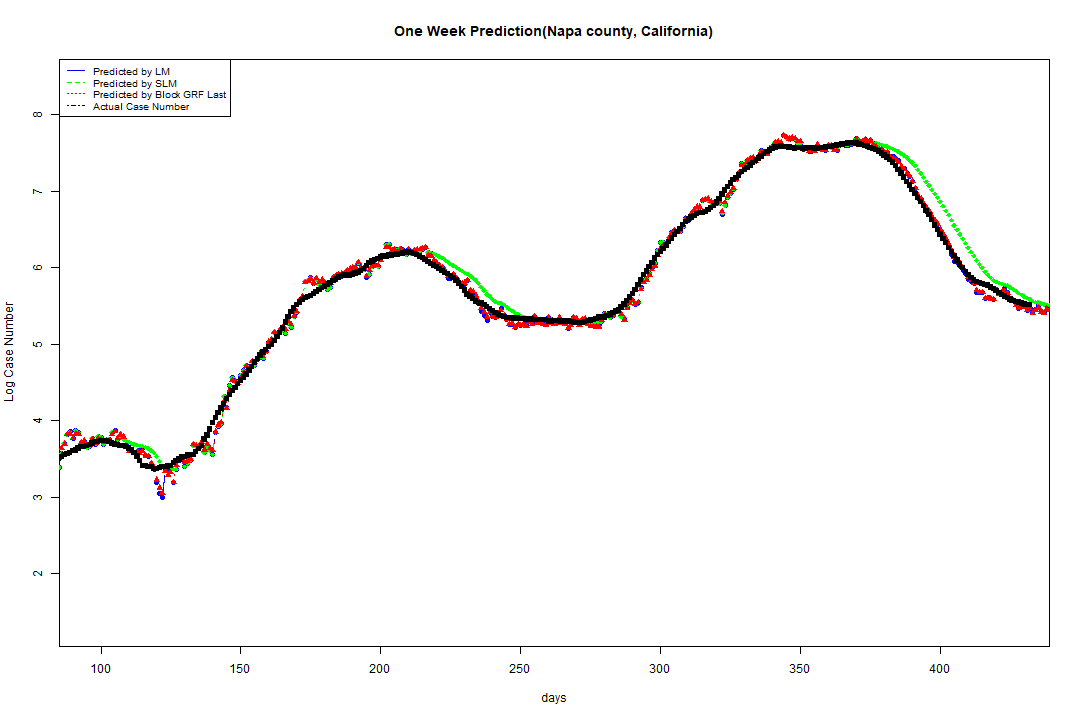 One Week Prediction(Napa county, California)
Predicted by LM
Predicted by SLM
Predicted by Block GRF Last
Actual Case Number
Log Case Number
8
7
6
5
4
3
2
100 150 200 250 300 350 400
days